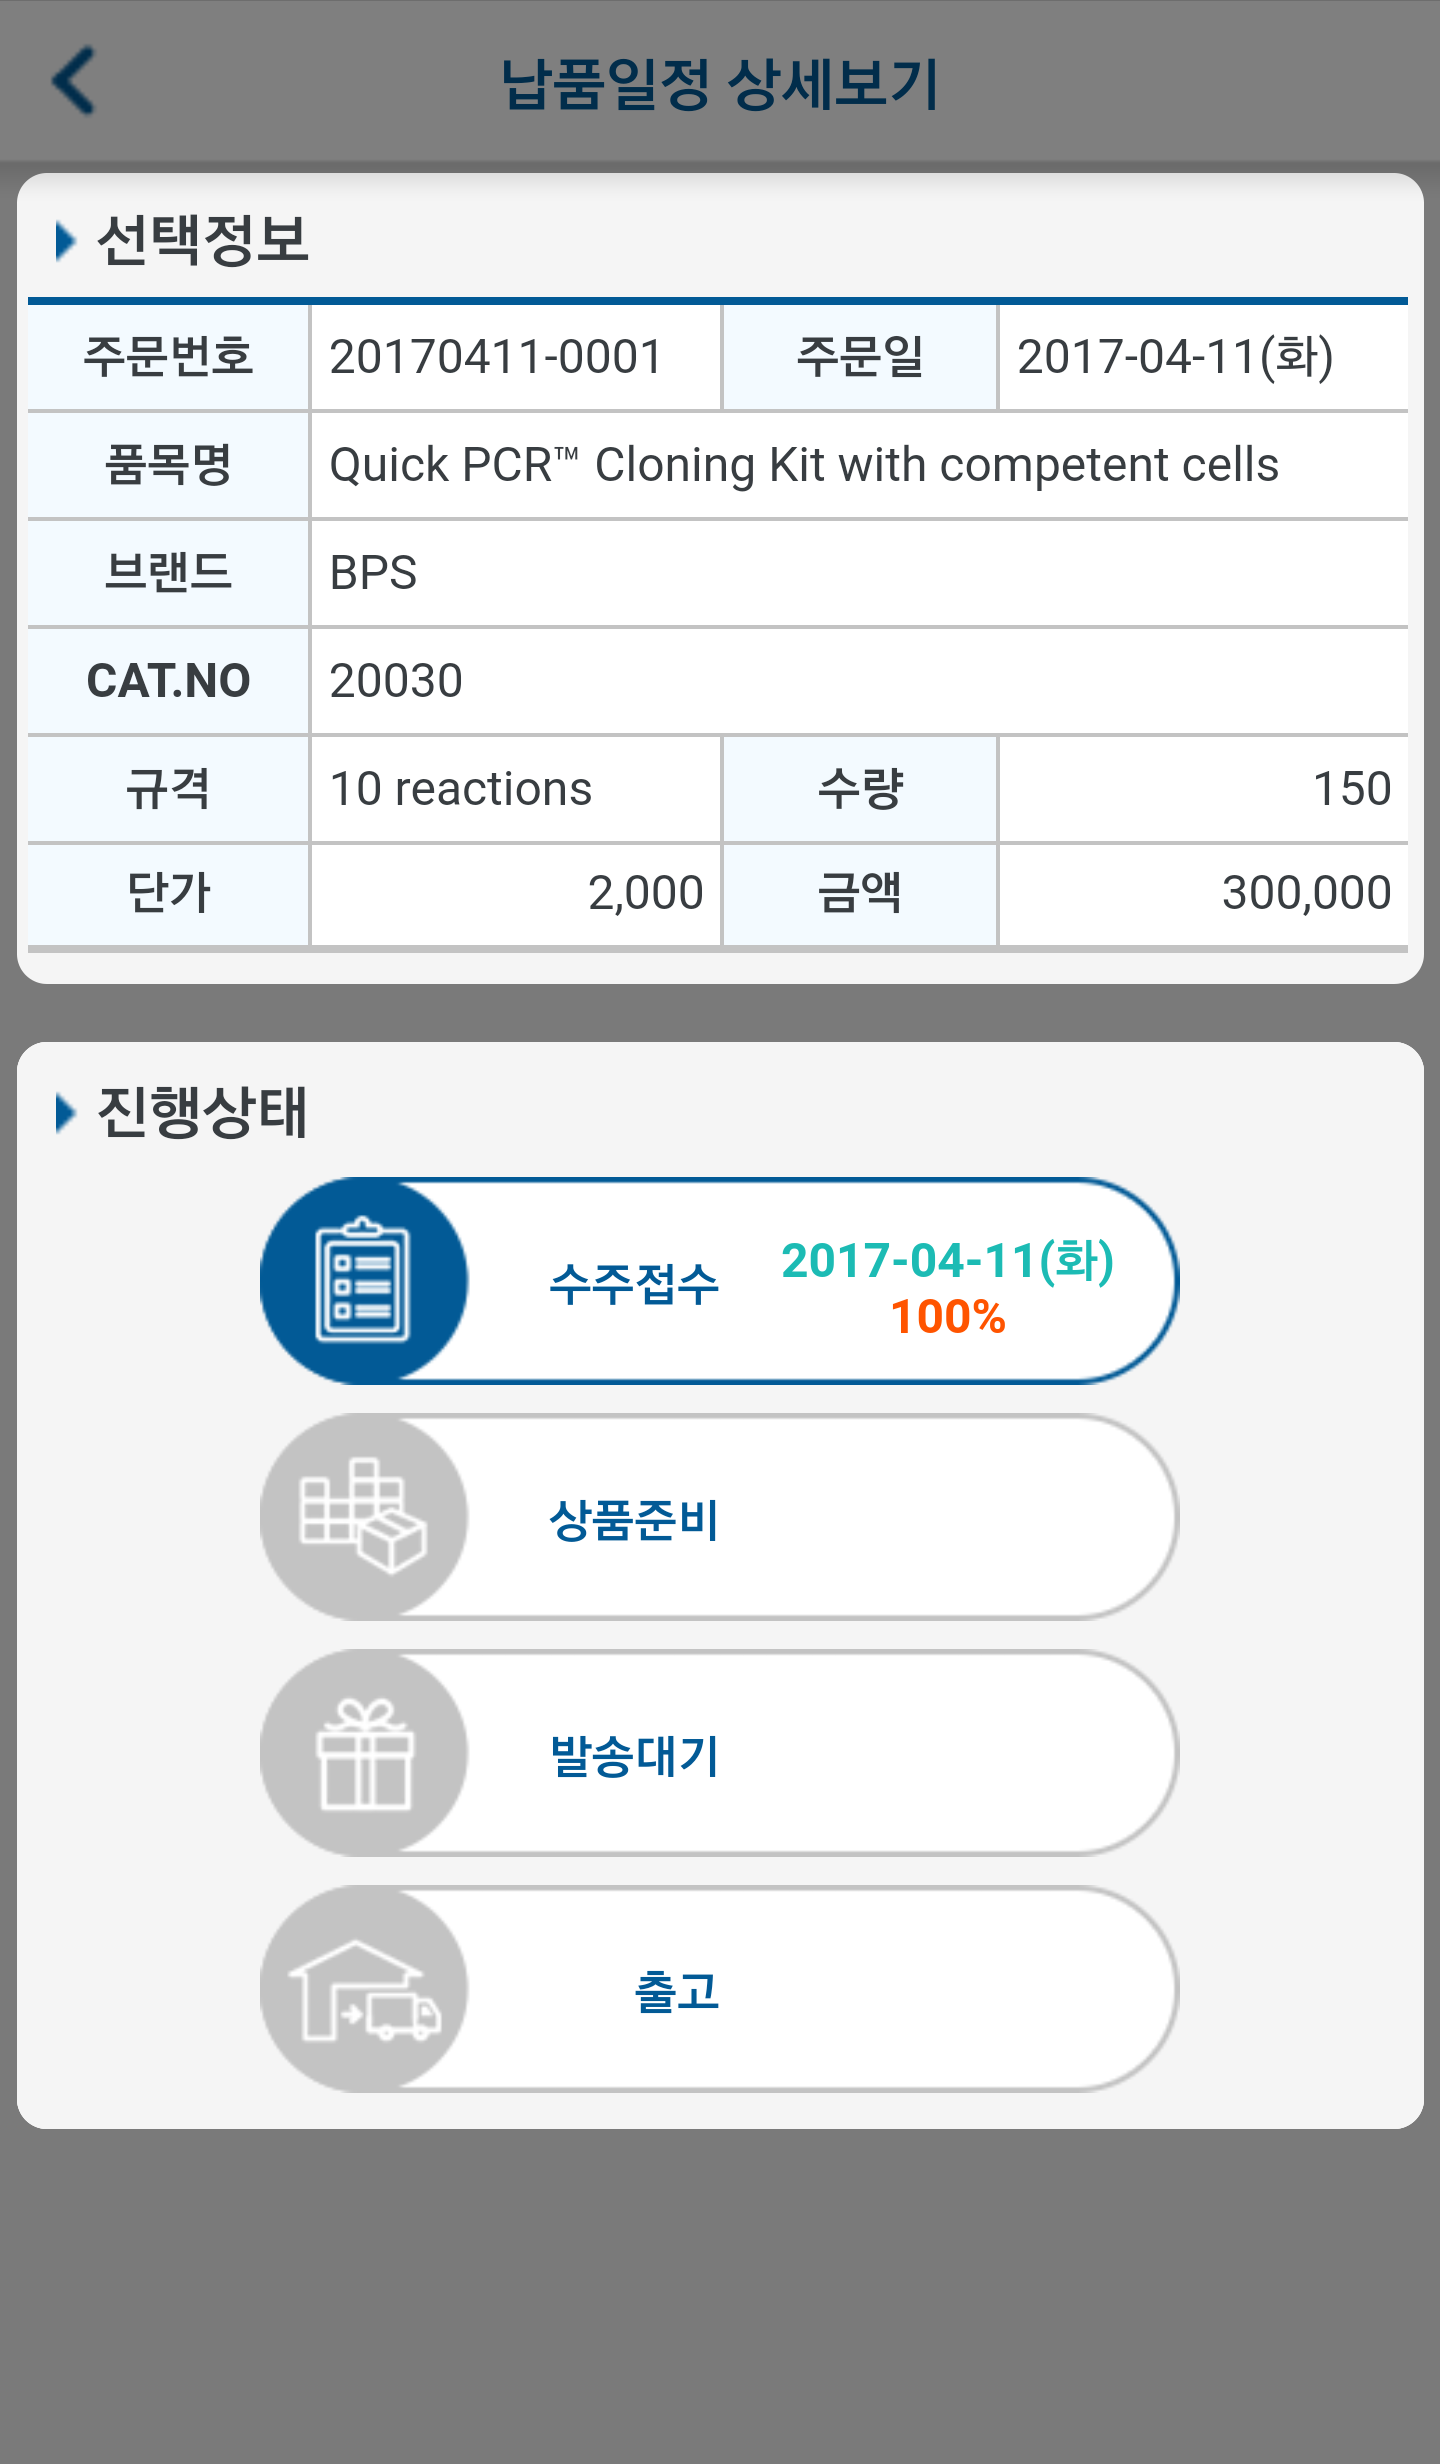 납품일정 상세보기
선택정보
주문번호 20170411-0001 주문일 2017-04-11(화)
품목명 Quick PCR™ Cloning Kit with competent cells
브랜드 BPS
CAT.NO 20030
규격 10 reactions 수량 150
단가 2,000 금액 300,000
진행상태
수주접수 2017-04-11(화)
100%
상품준비
발송대기
출고